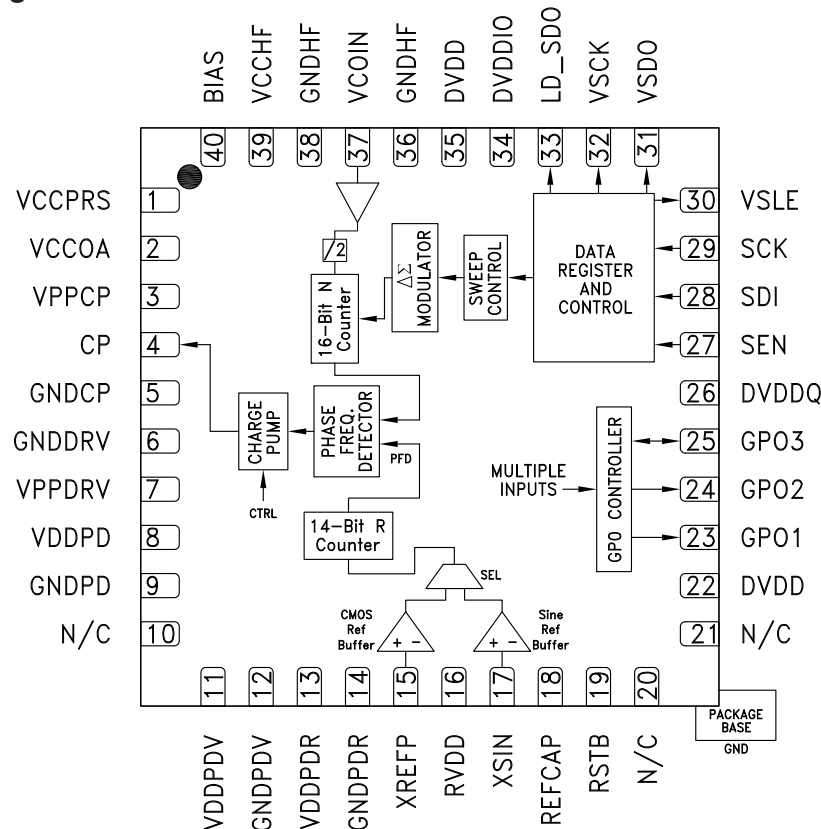 BIAS
VCCHF
GNDHF
VCOIN
GNDHF
DVDD
DVDDIO
LD_SDO
VSCK
VSDO
40
39
38
37
36
35
34
33
32
31
VCCPRS 1
VCCOA 2
VPPCP 3
CP 4
GNDCP 5
GNDDRV 6
VPPDRV 7
VDDPD 8
GNDPD 9
N/C 10
/2
16-Bit N
Counter
ΔΣ
MODULATOR
SWEEP
CONTROL
DATA
REGISTER
AND
CONTROL
CHARGE
PUMP
CTRL
PHASE
FREQ.
DETECTOR
PFD
14-Bit R
Counter
SEL
CMOS
Ref
Buffer
+ −
Sine
Ref
Buffer
+ −
MULTIPLE
INPUTS
GPO CONTROLLER
30 VSLE
29 SCK
28 SDI
27 SEN
26 DVDDQ
25 GPO3
24 GPO2
23 GPO1
22 DVDD
21 N/C
11
12
13
14
15
16
17
18
19
20
VDDPDV
GNDPDV
VDDPDR
GNDPDR
XREFP
RVDD
XSIN
REFCAP
RSTB
N/C
PACKAGE
BASE
GND